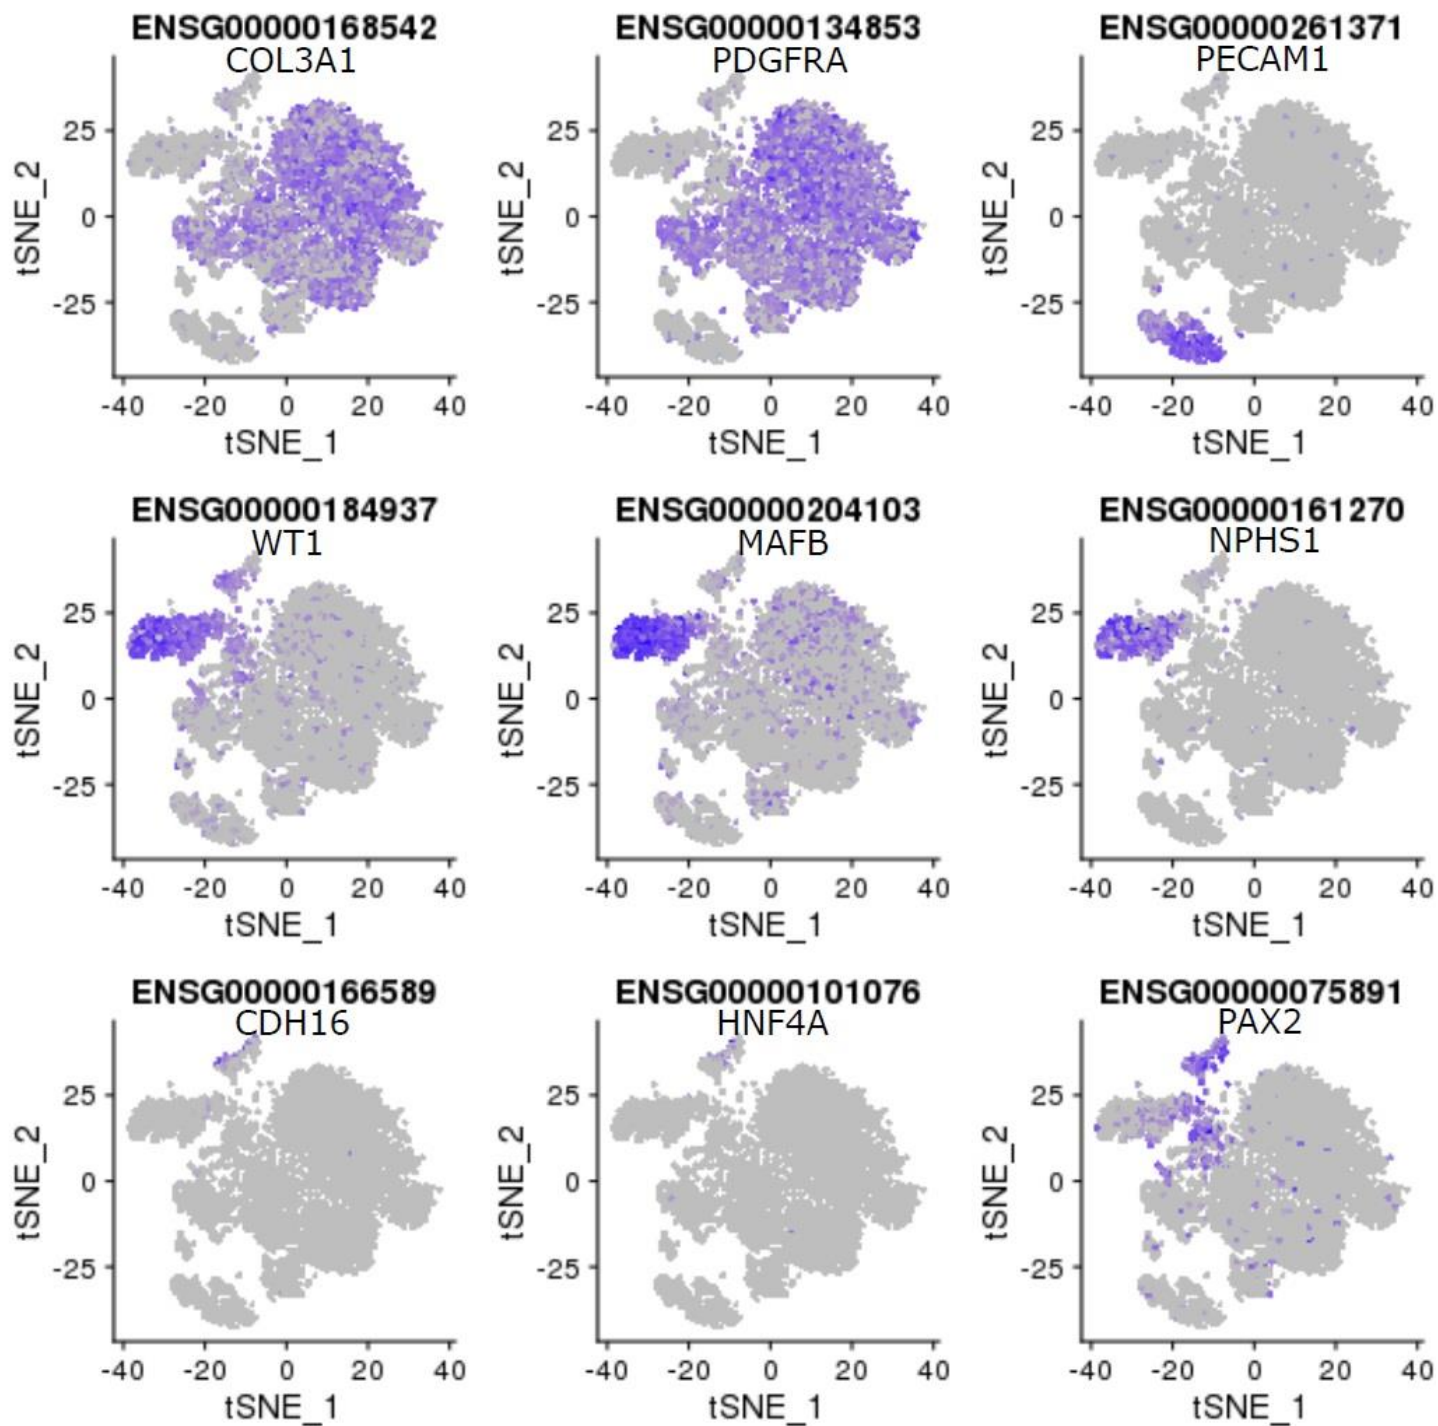 ENSG00000168542
COL3A1
25
0
-25
tSNE_2
-40 -20 0 20 40
tSNE_1
ENSG00000134853
PDGFRA
25
0
-25
tSNE_2
-40 -20 0 20 40
tSNE_1
ENSG00000261371
PECAM1
25
0
-25
tSNE_2
-40 -20 0 20 40
tSNE_1
ENSG00000184937
WT1
25
0
-25
tSNE_2
-40 -20 0 20 40
tSNE_1
ENSG00000204103
MAFB
25
0
-25
tSNE_2
-40 -20 0 20 40
tSNE_1
ENSG00000161270
NPHS1
25
0
-25
tSNE_2
-40 -20 0 20 40
tSNE_1
ENSG00000166589
CDH16
25
0
-25
tSNE_2
-40 -20 0 20 40
tSNE_1
ENSG00000101076
HNF4A
25
0
-25
tSNE_2
-40 -20 0 20 40
tSNE_1
ENSG00000075891
PAX2
25
0
-25
tSNE_2
-40 -20 0 20 40
tSNE_1